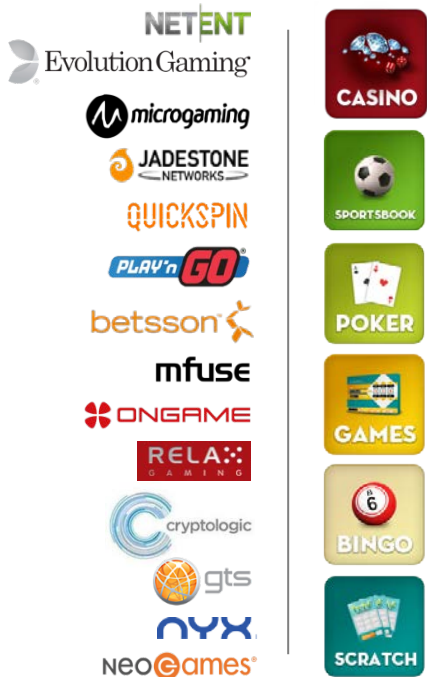 NETENT
Evolution Gaming
microgaming
JADESTONE
NETWORKS
QUICKSPIN
PLAY'n GO
betsson
mfuse
ONGAME
RELAX
GAMING
cryptologic
gts
nyx
NEOGames
CASINO
SPORTSBOOK
POKER
GAMES
6
BINGO
SCRATCH